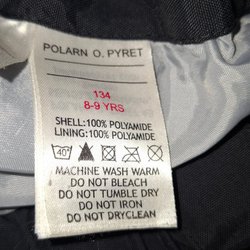 POLARN O. PYRET
134
8-9 YRS
SHELL:100% POLYAMIDE
LINING:100% POLYAMIDE
40°
MACHINE WASH WARM
DO NOT BLEACH
DO NOT TUMBLE DRY
DO NOT IRON
DO NOT DRYCLEAN